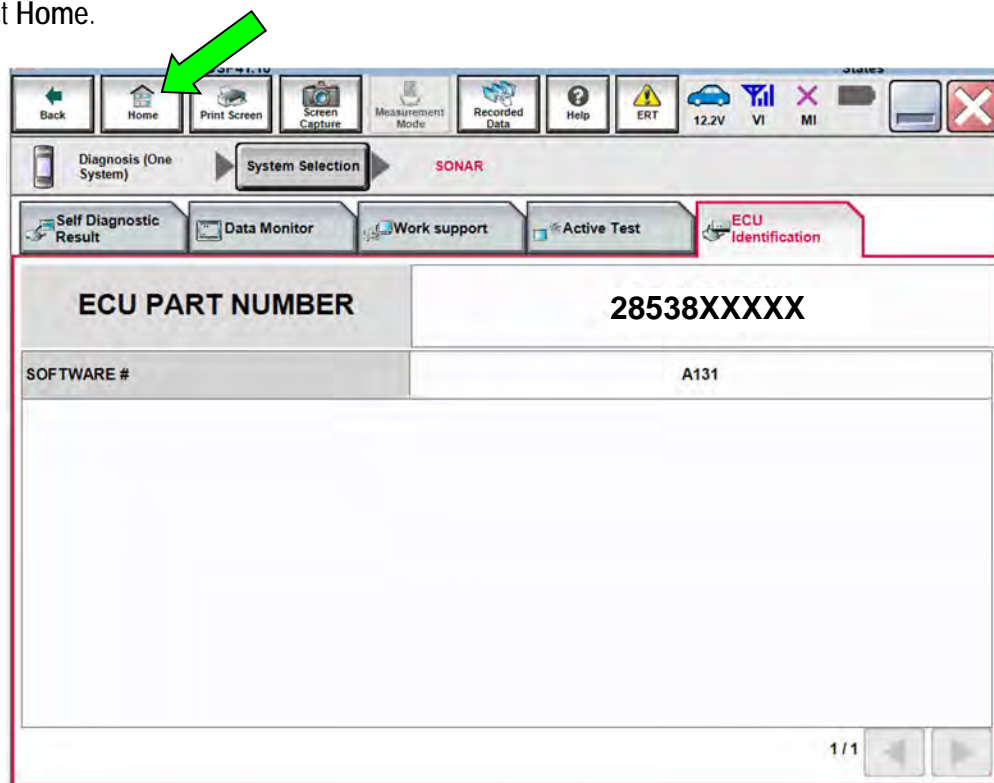 t Home.
Back Home Print Screen Screen Capture Measurement Mode Recorded Data Help ERT 12.2V VI MI
Diagnosis (One System) System Selection SONAR
Self Diagnostic Result Data Monitor Work support Active Test ECU Identification
ECU PART NUMBER 28538XXXXX
SOFTWARE # A131
1/1